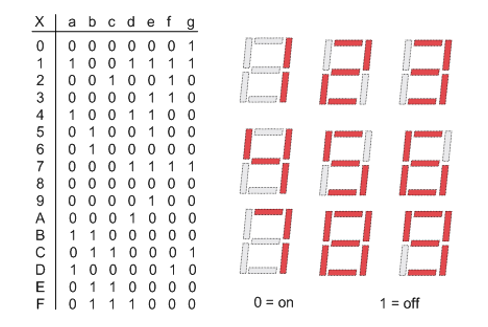 X a b c d e f g
0 0 0 0 0 0 0 1
1 1 0 0 1 1 1 1
2 0 0 1 0 0 1 0
3 0 0 0 0 1 1 0
4 1 0 0 1 1 0 0
5 0 1 0 0 1 0 0
6 0 1 0 0 0 0 0
7 0 0 0 1 1 1 1
8 0 0 0 0 0 0 0
9 0 0 0 0 1 0 0
A 0 0 0 1 0 0 0
B 1 1 0 0 0 0 0
C 0 1 1 0 0 0 1
D 1 0 0 0 0 1 0
E 0 1 1 0 0 0 0
F 0 1 1 1 0 0 0
0 = on 1 = off